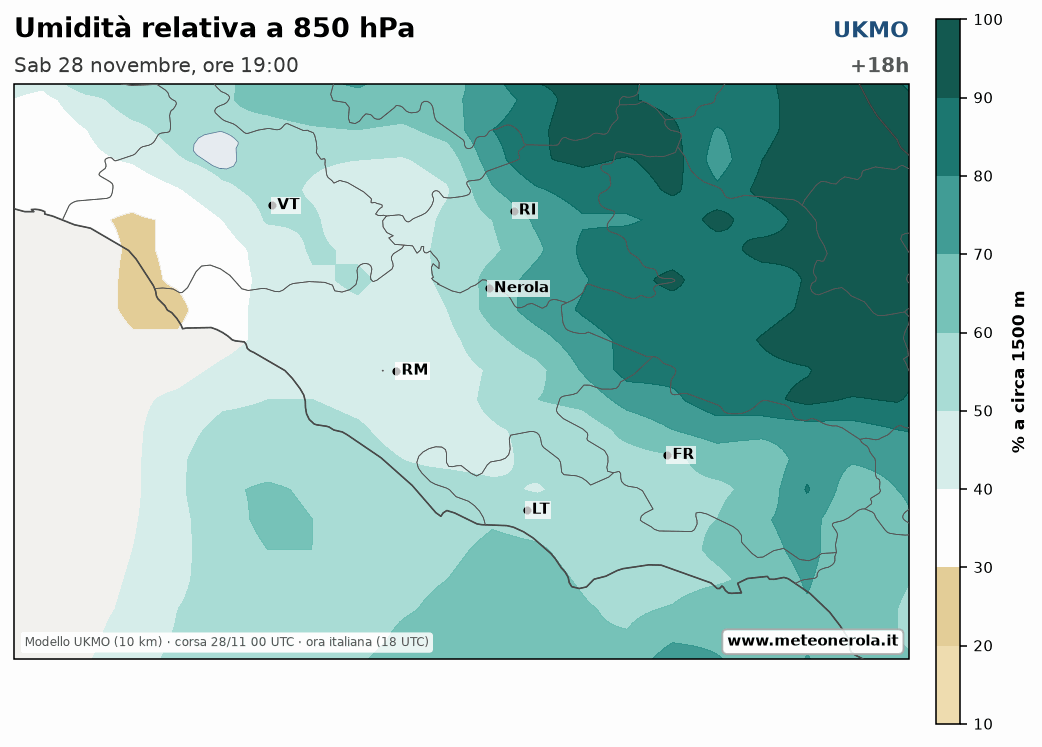 Umidità relativa a 850 hPa
UKMO
Sab 28 novembre, ore 19:00
+18h
VT
RI
Nerola
RM
FR
LT
Modello UKMO (10 km) · corsa 28/11 00 UTC · ora italiana (18 UTC)
www.meteonerola.it
100
90
80
70
60
50
40
30
20
10
% a circa 1500 m